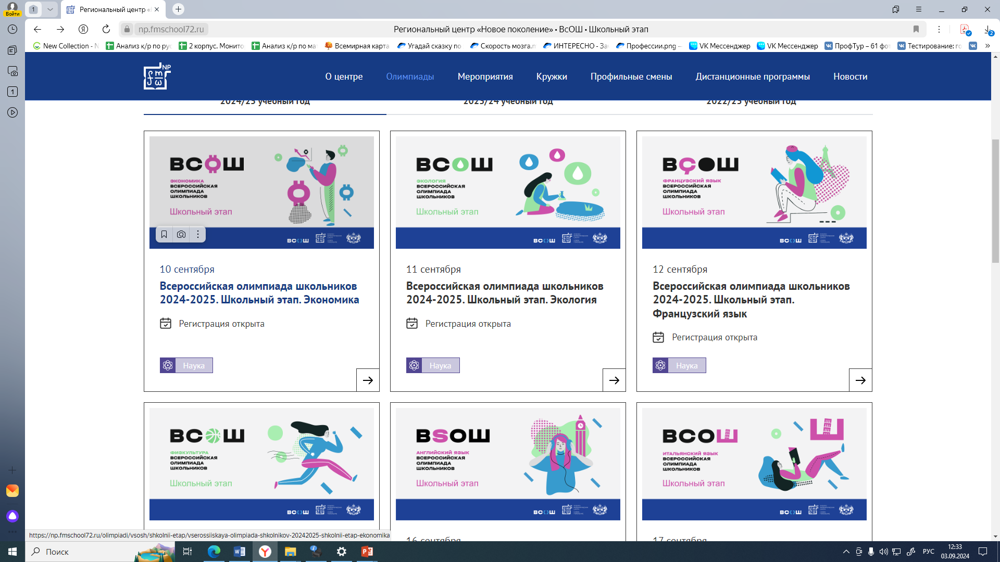 Войти
1
Региональный центр «
np.fmschool72.ru
Региональный центр «Новое поколение» • ВсОШ • Школьный этап
2
New Collection - N
Анализ к/р по рус
2 корпус. Монито
Анализ к/р по мат
Всемирная карта
Угадай сказку по
Скорость мозга.m
ИНТЕРЕСНО - Зач
Профессии.png –
VK Мессенджер
VK Мессенджер
ПрофТур – 61 фот
Тестирование: го
»
1
NP
О центре
Олимпиады
Мероприятия
Кружки
Профильные смены
Дистанционные программы
Новости
2024/25 учебный год
2023/24 учебный год
2022/23 учебный год
ВСОШ
ЭКОНОМИКА
ВСЕРОССИЙСКАЯ
ОЛИМПИАДА
ШКОЛЬНИКОВ
Школьный этап
ВСОШ
10 сентября
Всероссийская олимпиада школьников
2024-2025. Школьный этап. Экономика
Регистрация открыта
Наука
ВСОШ
ЭКОЛОГИЯ
ВСЕРОССИЙСКАЯ
ОЛИМПИАДА
ШКОЛЬНИКОВ
Школьный этап
ВСОШ
11 сентября
Всероссийская олимпиада школьников
2024-2025. Школьный этап. Экология
Регистрация открыта
Наука
ВÇОШ
ФРАНЦУЗСКИЙ ЯЗЫК
ВСЕРОССИЙСКАЯ
ОЛИМПИАДА
ШКОЛЬНИКОВ
Школьный этап
ВСОШ
12 сентября
Всероссийская олимпиада школьников
2024-2025. Школьный этап.
Французский язык
Регистрация открыта
Наука
ВСОШ
ФИЗКУЛЬТУРА
ВСЕРОССИЙСКАЯ
ОЛИМПИАДА
ШКОЛЬНИКОВ
Школьный этап
ВСОШ
ВSОШ
АНГЛИЙСКИЙ ЯЗЫК
ВСЕРОССИЙСКАЯ
ОЛИМПИАДА
ШКОЛЬНИКОВ
Школьный этап
ВСОШ
16 сентября
ВСОШ
ИТАЛЬЯНСКИЙ ЯЗЫК
ВСЕРОССИЙСКАЯ
ОЛИМПИАДА
ШКОЛЬНИКОВ
Школьный этап
ВСОШ
17 сентября
https://np.fmschool72.ru/olimpiadi/vsosh/shkolnii-etap/vserossiiskaya-olimpiada-shkolnikov-20242025-shkolnii-etap-ekonomika
Поиск
РУС
12:33
03.09.2024